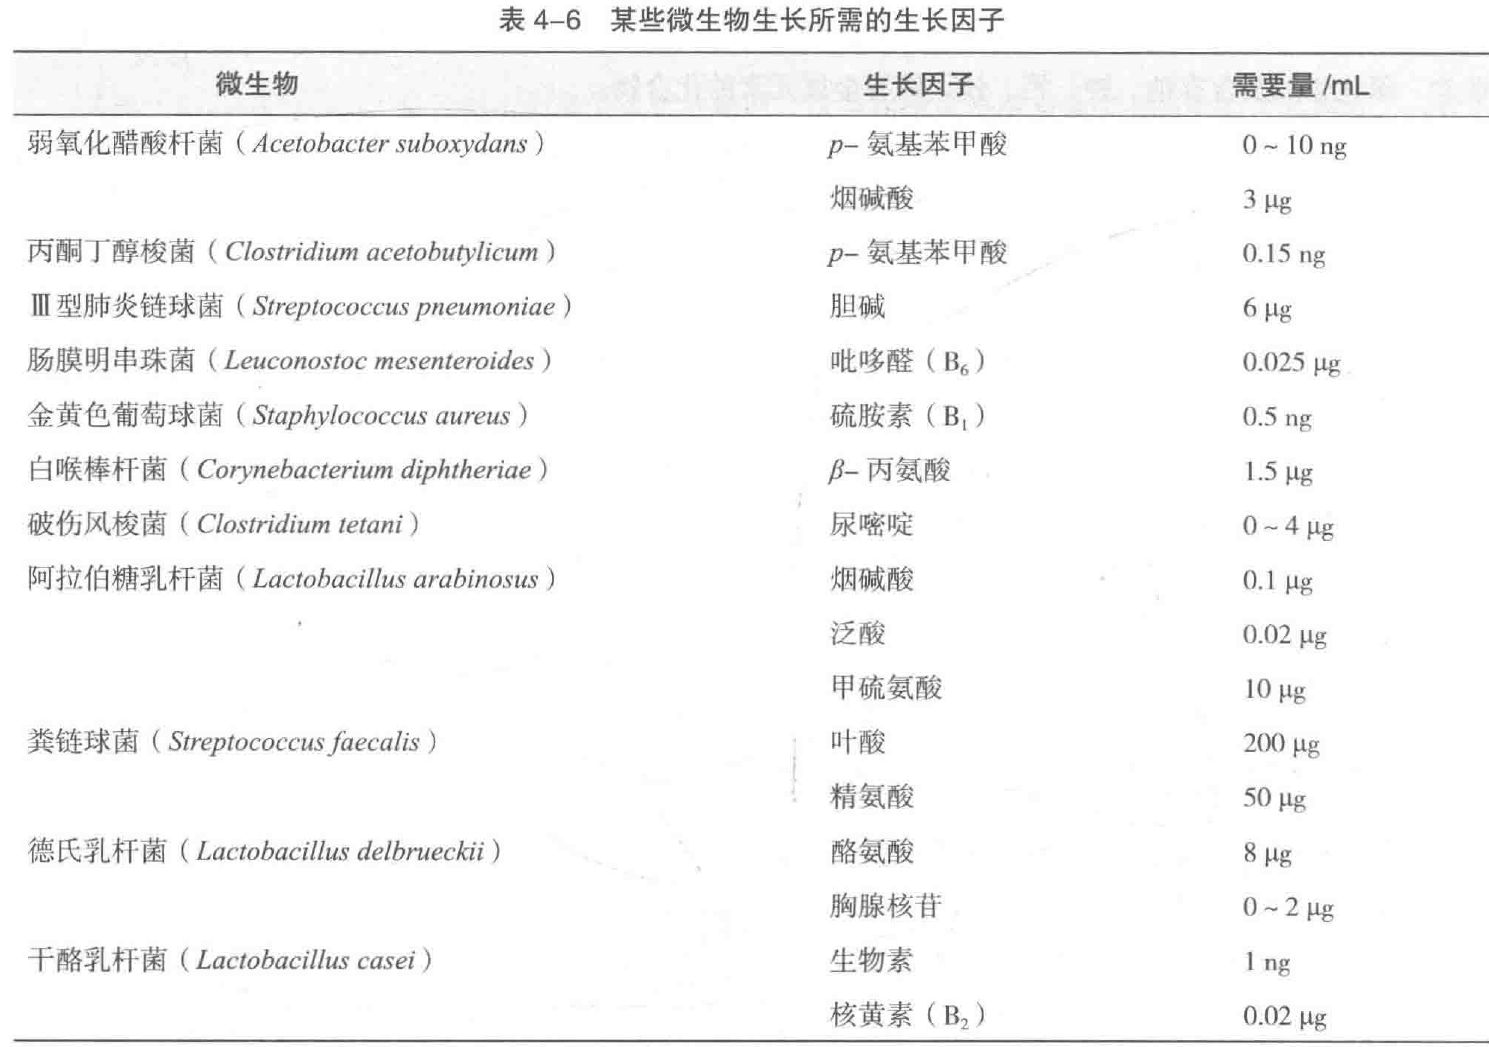 表 4–6 某些微生物生长所需的生长因子
微生物 生长因子 需要量 /mL
弱氧化醋酸杆菌（Acetobacter suboxydans） p– 氨基苯甲酸 0 ~ 10 ng
烟碱酸 3 μg
丙酮丁醇梭菌（Clostridium acetobutylicum） p– 氨基苯甲酸 0.15 ng
Ⅲ型肺炎链球菌（Streptococcus pneumoniae） 胆碱 6 μg
肠膜明串珠菌（Leuconostoc mesenteroides） 吡哆醛（B₆） 0.025 μg
金黄色葡萄球菌（Staphylococcus aureus） 硫胺素（B₁） 0.5 ng
白喉棒杆菌（Corynebacterium diphtheriae） β– 丙氨酸 1.5 μg
破伤风梭菌（Clostridium tetani） 尿嘧啶 0 ~ 4 μg
阿拉伯糖乳杆菌（Lactobacillus arabinosus） 烟碱酸 0.1 μg
泛酸 0.02 μg
甲硫氨酸 10 μg
粪链球菌（Streptococcus faecalis） 叶酸 200 μg
精氨酸 50 μg
德氏乳杆菌（Lactobacillus delbrueckii） 酪氨酸 8 μg
胸腺核苷 0 ~ 2 μg
干酪乳杆菌（Lactobacillus casei） 生物素 1 ng
核黄素（B₂） 0.02 μg